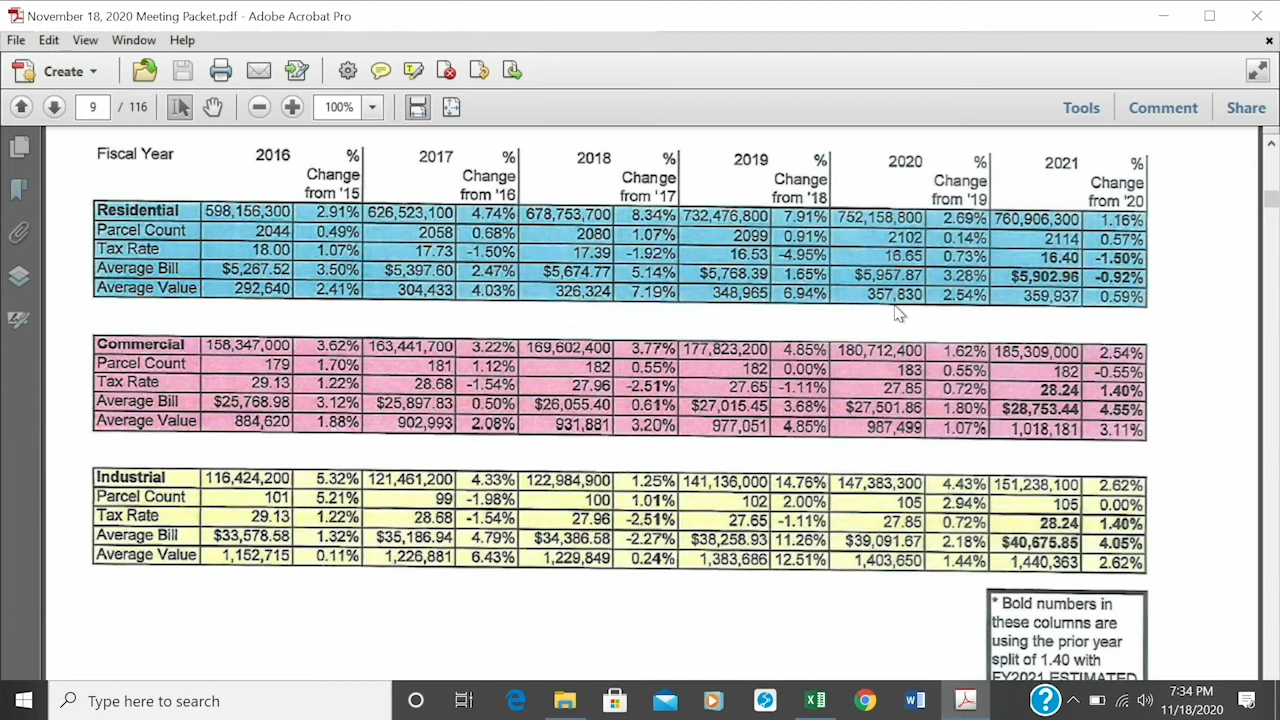 November 18, 2020 Meeting Packet.pdf - Adobe Acrobat Pro
File Edit View Window Help
Create
9 / 116 100% Tools Comment Share
Fiscal Year 2016 % Change from '15 2017 % Change from '16 2018 % Change from '17 2019 % Change from '18 2020 % Change from '19 2021 % Change from '20
Residential 598,156,300 2.91% 626,523,100 4.74% 678,753,700 8.34% 732,476,800 7.91% 752,158,800 2.69% 760,906,300 1.16%
Parcel Count 2044 0.49% 2058 0.68% 2080 1.07% 2099 0.91% 2102 0.14% 2114 0.57%
Tax Rate 18.00 1.07% 17.73 -1.50% 17.39 -1.92% 16.53 -4.95% 16.65 0.73% 16.40 -1.50%
Average Bill $5,267.52 3.50% $5,397.60 2.47% $5,674.77 5.14% $5,768.39 1.65% $5,957.87 3.28% $5,902.96 -0.92%
Average Value 292,640 2.41% 304,433 4.03% 326,324 7.19% 348,965 6.94% 357,830 2.54% 359,937 0.59%
Commercial 158,347,000 3.62% 163,441,700 3.22% 169,602,400 3.77% 177,823,200 4.85% 180,712,400 1.62% 185,309,000 2.54%
Parcel Count 179 1.70% 181 1.12% 182 0.55% 182 0.00% 183 0.55% 182 -0.55%
Tax Rate 29.13 1.22% 28.68 -1.54% 27.96 -2.51% 27.65 -1.11% 27.85 0.72% 28.24 1.40%
Average Bill $25,768.98 3.12% $25,897.83 0.50% $26,055.40 0.61% $27,015.45 3.68% $27,501.86 1.80% $28,753.44 4.55%
Average Value 884,620 1.88% 902,993 2.08% 931,881 3.20% 977,051 4.85% 987,499 1.07% 1,018,181 3.11%
Industrial 116,424,200 5.32% 121,461,200 4.33% 122,984,900 1.25% 141,136,000 14.76% 147,383,300 4.43% 151,238,100 2.62%
Parcel Count 101 5.21% 99 -1.98% 100 1.01% 102 2.00% 105 2.94% 105 0.00%
Tax Rate 29.13 1.22% 28.68 -1.54% 27.96 -2.51% 27.65 -1.11% 27.85 0.72% 28.24 1.40%
Average Bill $33,578.58 1.32% $35,186.94 4.79% $34,386.58 -2.27% $38,258.93 11.26% $39,091.67 2.18% $40,675.85 4.05%
Average Value 1,152,715 0.11% 1,226,881 6.43% 1,229,849 0.24% 1,383,686 12.51% 1,403,650 1.44% 1,440,363 2.62%
* Bold numbers in
these columns are
using the prior year
split of 1.40 with
FY2021 ESTIMATED
Type here to search
7:34 PM
11/18/2020